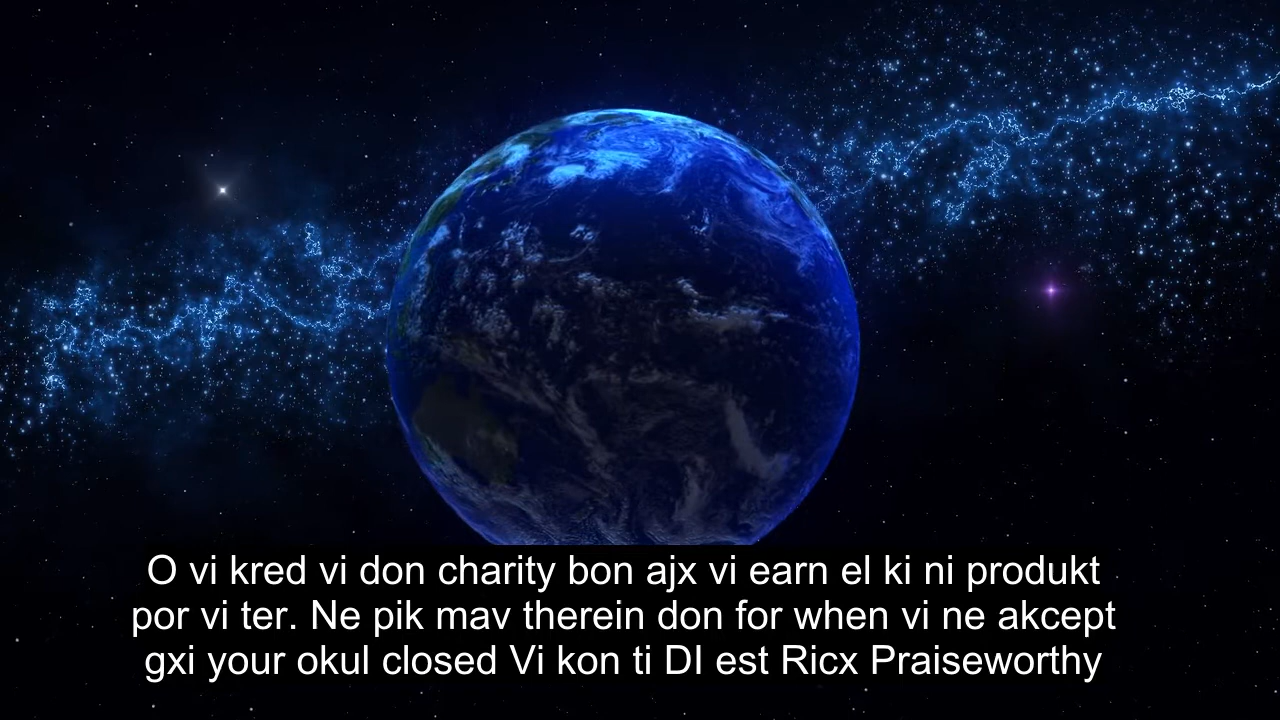 O vi kred vi don charity bon ajx vi earn el ki ni produkt
por vi ter. Ne pik mav therein don for when vi ne akcept
gxi your okul closed Vi kon ti DI est Ricx Praiseworthy